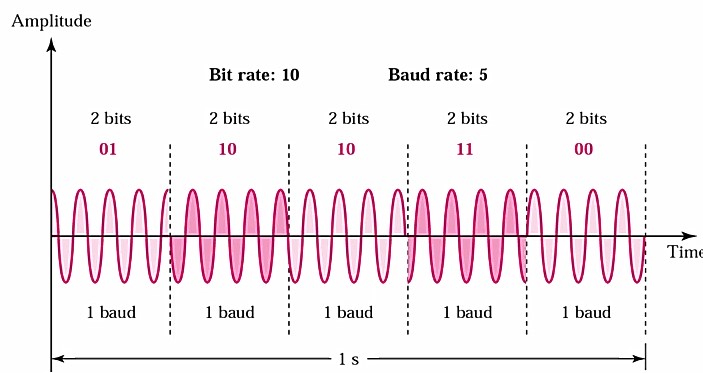 Amplitude
Bit rate: 10 Baud rate: 5
2 bits 2 bits 2 bits 2 bits 2 bits
01 10 10 11 00
Time
1 baud 1 baud 1 baud 1 baud 1 baud
1 s